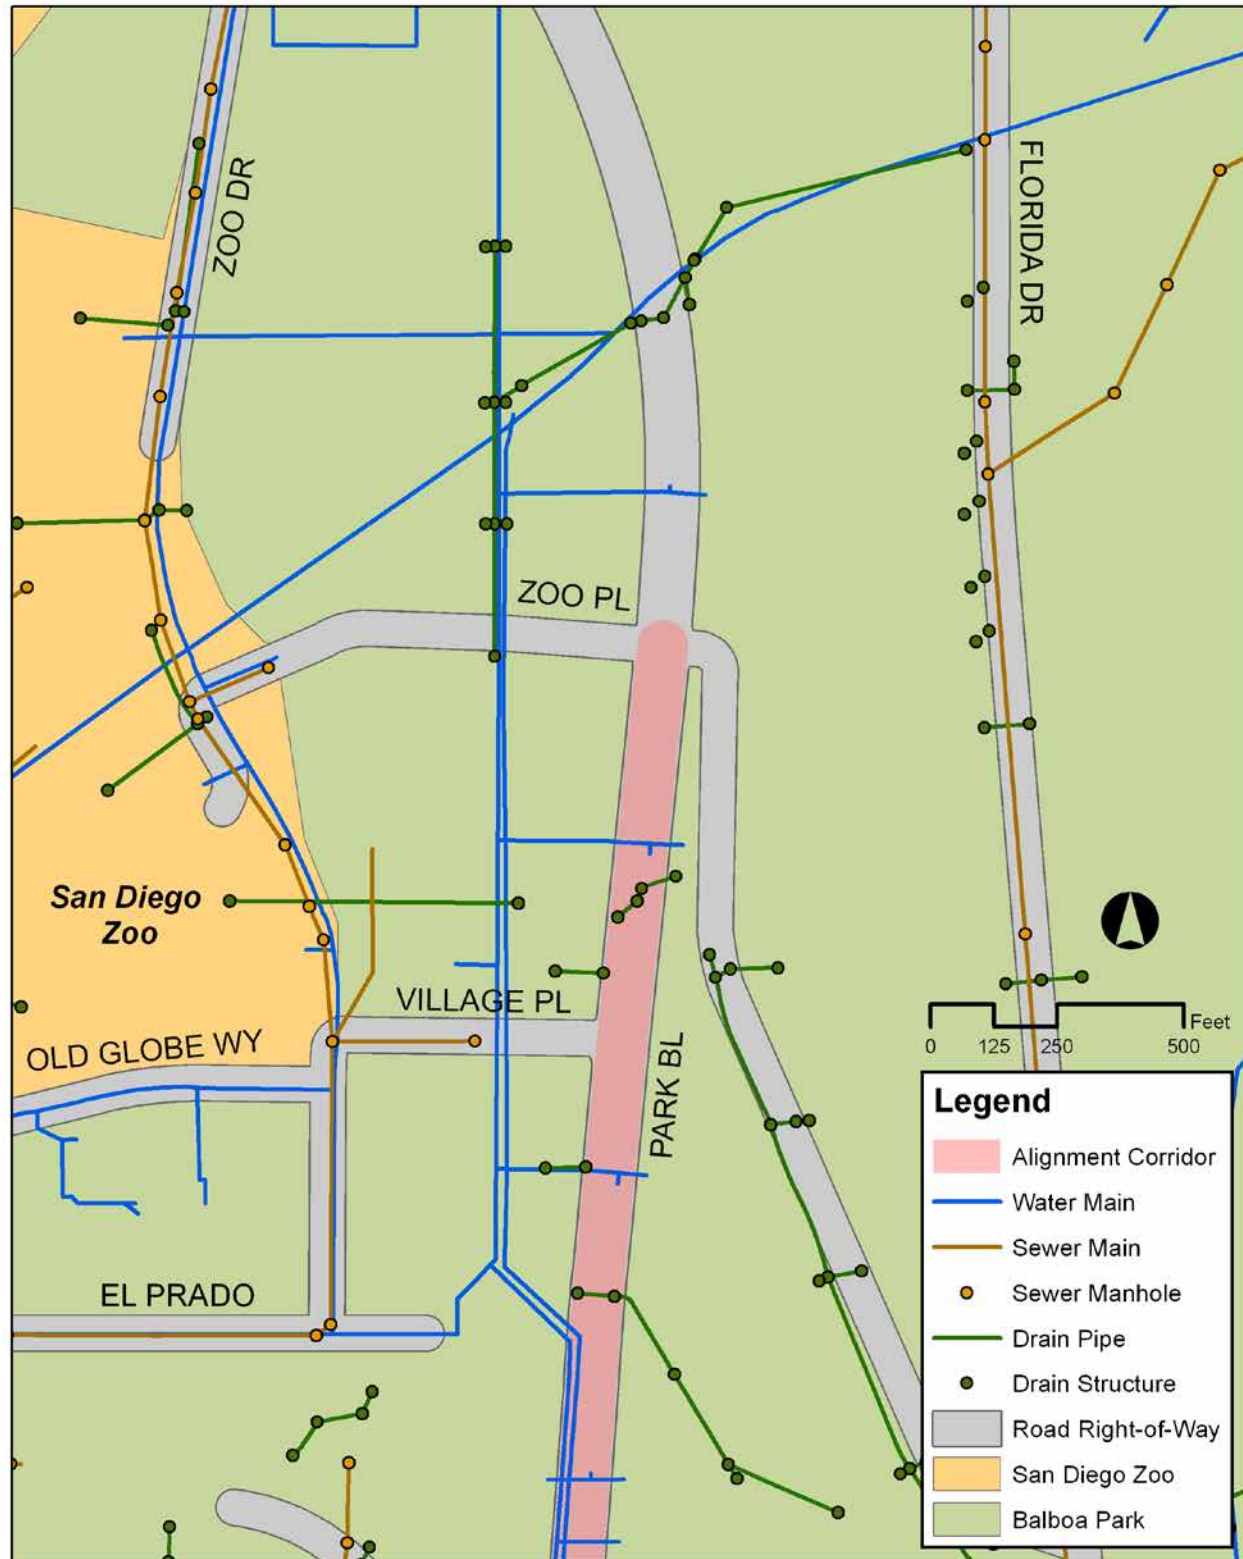 ZOO DR
FLORIDA DR
ZOO PL
San Diego
Zoo
VILLAGE PL
OLD GLOBE WY
PARK BL
EL PRADO
Feet
0 125 250 500
Legend
Alignment Corridor
Water Main
Sewer Main
Sewer Manhole
Drain Pipe
Drain Structure
Road Right-of-Way
San Diego Zoo
Balboa Park